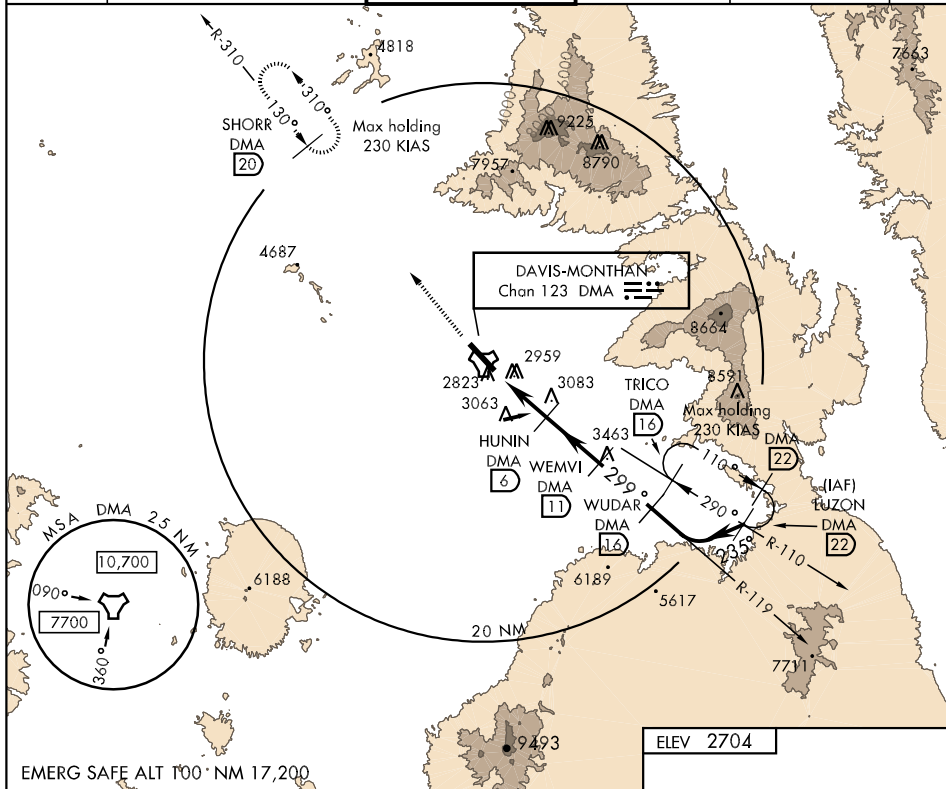 R-310
4818
310°
130°
SHORR
DMA
20
Max holding
230 KIAS
6000
9225
8790
7957
7663
4687
DAVIS-MONTHAN
Chan 123 DMA
8664
8591
2959
2823
3083
3063
TRICO
DMA
16
Max holding
230 KIAS
DMA
22
HUNIN
DMA
6
3463
WEMVI
DMA
11
299°
110°
290°
WUDAR
DMA
16
(IAF)
LUZON
DMA
22
235°
R-110
R-119
MSA DMA 25 NM
10,700
090°
7700
360°
6188
6189
5617
20 NM
7711
9493
ELEV 2704
EMERG SAFE ALT 100 NM 17,200